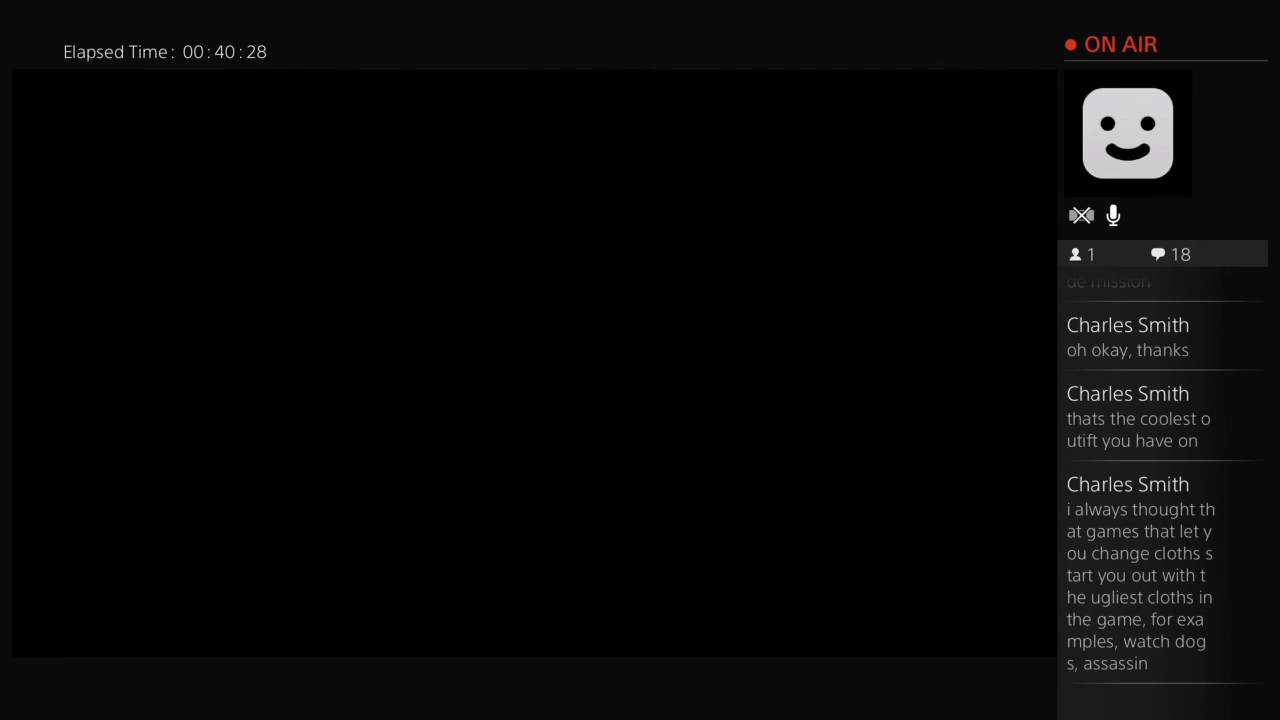 Elapsed Time: 00:40:28
ON AIR
1 18
de mission
Charles Smith
oh okay, thanks
Charles Smith
thats the coolest o
utift you have on
Charles Smith
i always thought th
at games that let y
ou change cloths s
tart you out with t
he ugliest cloths in
the game, for exa
mples, watch dog
s, assassin